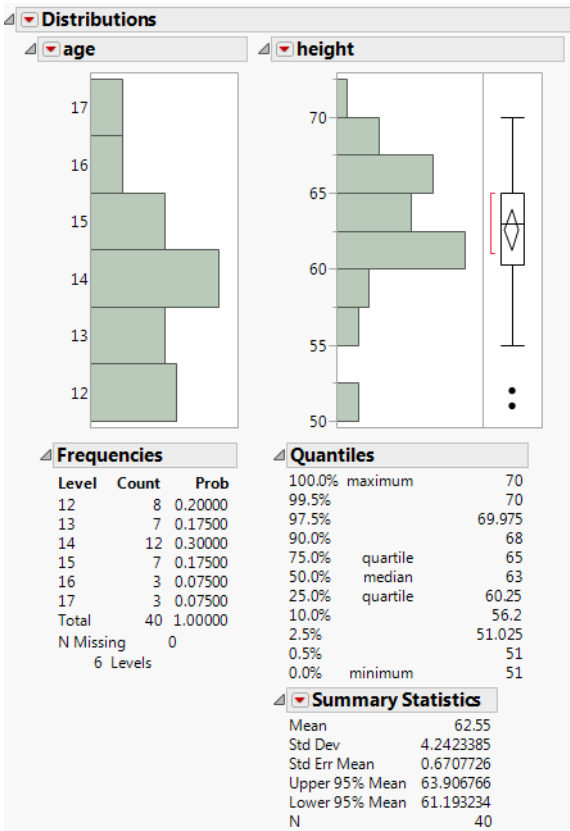 Distributions
age
17
16
15
14
13
12
Frequencies
Level Count Prob
12 8 0.20000
13 7 0.17500
14 12 0.30000
15 7 0.17500
16 3 0.07500
17 3 0.07500
Total 40 1.00000
N Missing 0
6 Levels
height
70
65
60
55
50
Quantiles
100.0% maximum 70
99.5% 70
97.5% 69.975
90.0% 68
75.0% quartile 65
50.0% median 63
25.0% quartile 60.25
10.0% 56.2
2.5% 51.025
0.5% 51
0.0% minimum 51
Summary Statistics
Mean 62.55
Std Dev 4.2423385
Std Err Mean 0.6707726
Upper 95% Mean 63.906766
Lower 95% Mean 61.193234
N 40